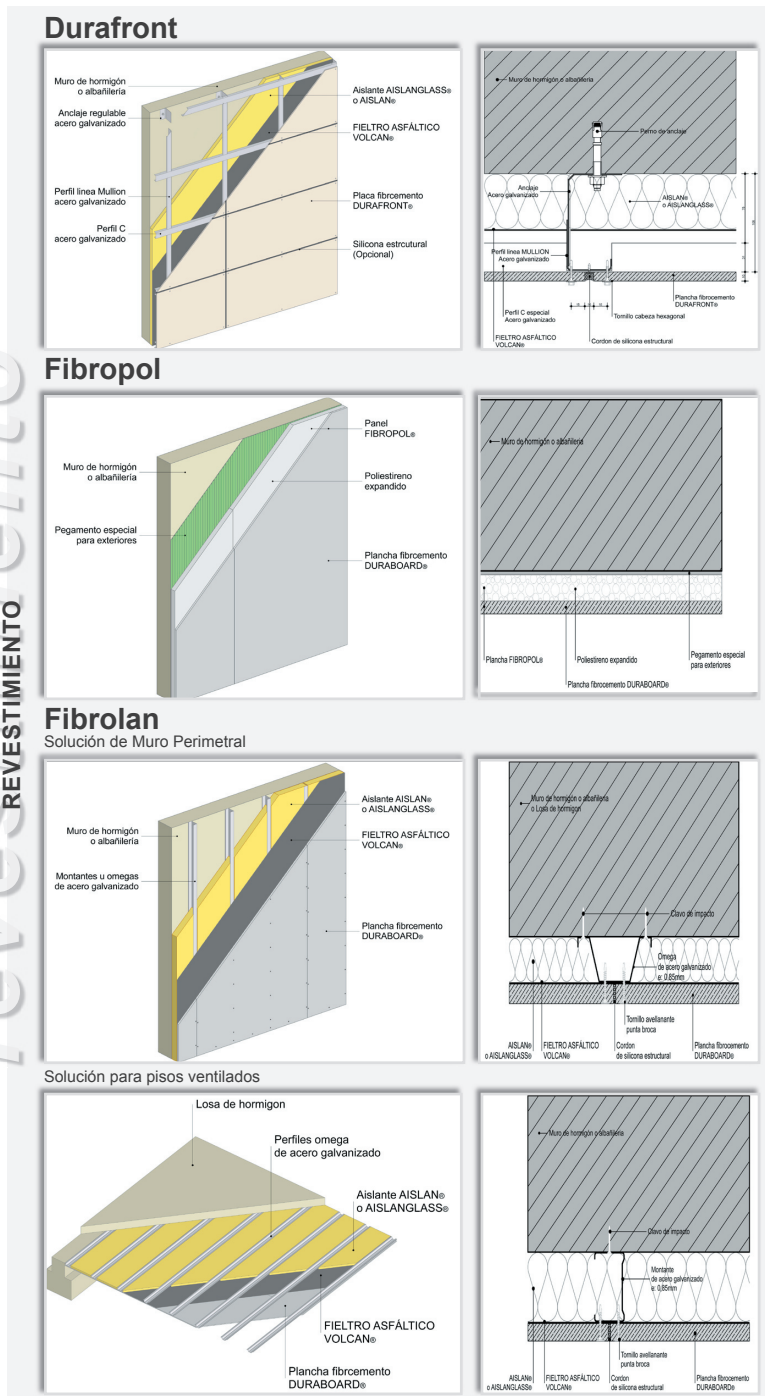 Durafront
Muro de hormigón
o albañilería
Anclaje regulable
acero galvanizado
Perfil linea Mullion
acero galvanizado
Perfil C
acero galvanizado
Aislante AISLANGLASS®
o AISLAN®
FIELTRO ASFÁLTICO
VOLCAN®
Placa fibrcemento
DURAFRONT®
Silicona estrcutural
(Opcional)
Muro de hormigón o albañilería
Perno de anclaje
Anclaje
Acero galvanizado
AISLAN®
o AISLANGLASS®
Perfil linea MULLION
Acero galvanizado
Perfil C especial
Acero galvanizado
Plancha fibrocemento
DURAFRONT®
Tornillo cabeza hexagonal
FIELTRO ASFÁLTICO
VOLCAN®
Cordon de silicona estructural
Fibropol
Muro de hormigón
o albañilería
Pegamento especial
para exteriores
Panel
FIBROPOL®
Poliestireno
expandido
Plancha fibrcemento
DURABOARD®
Muro de hormigón o albañilería
Plancha FIBROPOL®
Poliestireno expandido
Pegamento especial
para exteriores
Plancha fibrocemento DURABOARD®
REVESTIMIENTO
Fibrolan
Solución de Muro Perimetral
Muro de hormigón
o albañilería
Montantes u omegas
de acero galvanizado
Aislante AISLAN®
o AISLANGLASS®
FIELTRO ASFÁLTICO
VOLCAN®
Plancha fibrcemento
DURABOARD®
Muro de hormigón o albañilería
o Losa de hormigon
Clavo de impacto
Omega
de acero galvanizado
e: 0.85mm
Tornillo avellanante
punta broca
AISLAN®
o AISLANGLASS®
FIELTRO ASFÁLTICO
VOLCAN®
Cordon
de silicona estructural
Plancha fibrocemento
DURABOARD®
Solución para pisos ventilados
Losa de hormigon
Perfiles omega
de acero galvanizado
Aislante AISLAN®
o AISLANGLASS®
FIELTRO ASFÁLTICO
VOLCAN®
Plancha fibrcemento
DURABOARD®
Muro de hormigón o albañilería
Clavo de impacto
Montante
de acero galvanizado
e: 0,85mm
Tornillo avellanante
punta broca
AISLAN®
o AISLANGLASS®
FIELTRO ASFÁLTICO
VOLCAN®
Cordon
de silicona estructural
Plancha fibrocemento
DURABOARD®